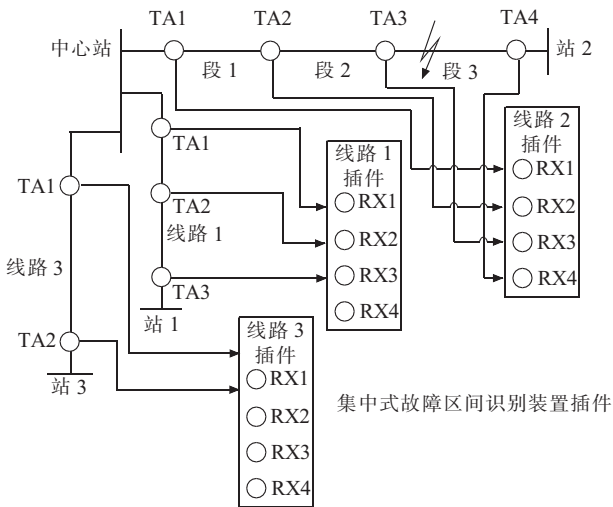 TA1
TA2
TA3
TA4
中心站
段 1
段 2
段 3
站 2
线路 2
插件
RX1
RX2
RX3
RX4
TA1
TA2
线路 1
TA3
站 1
线路 1
插件
RX1
RX2
RX3
RX4
TA1
线路 3
TA2
站 3
线路 3
插件
RX1
RX2
RX3
RX4
集中式故障区间识别装置插件